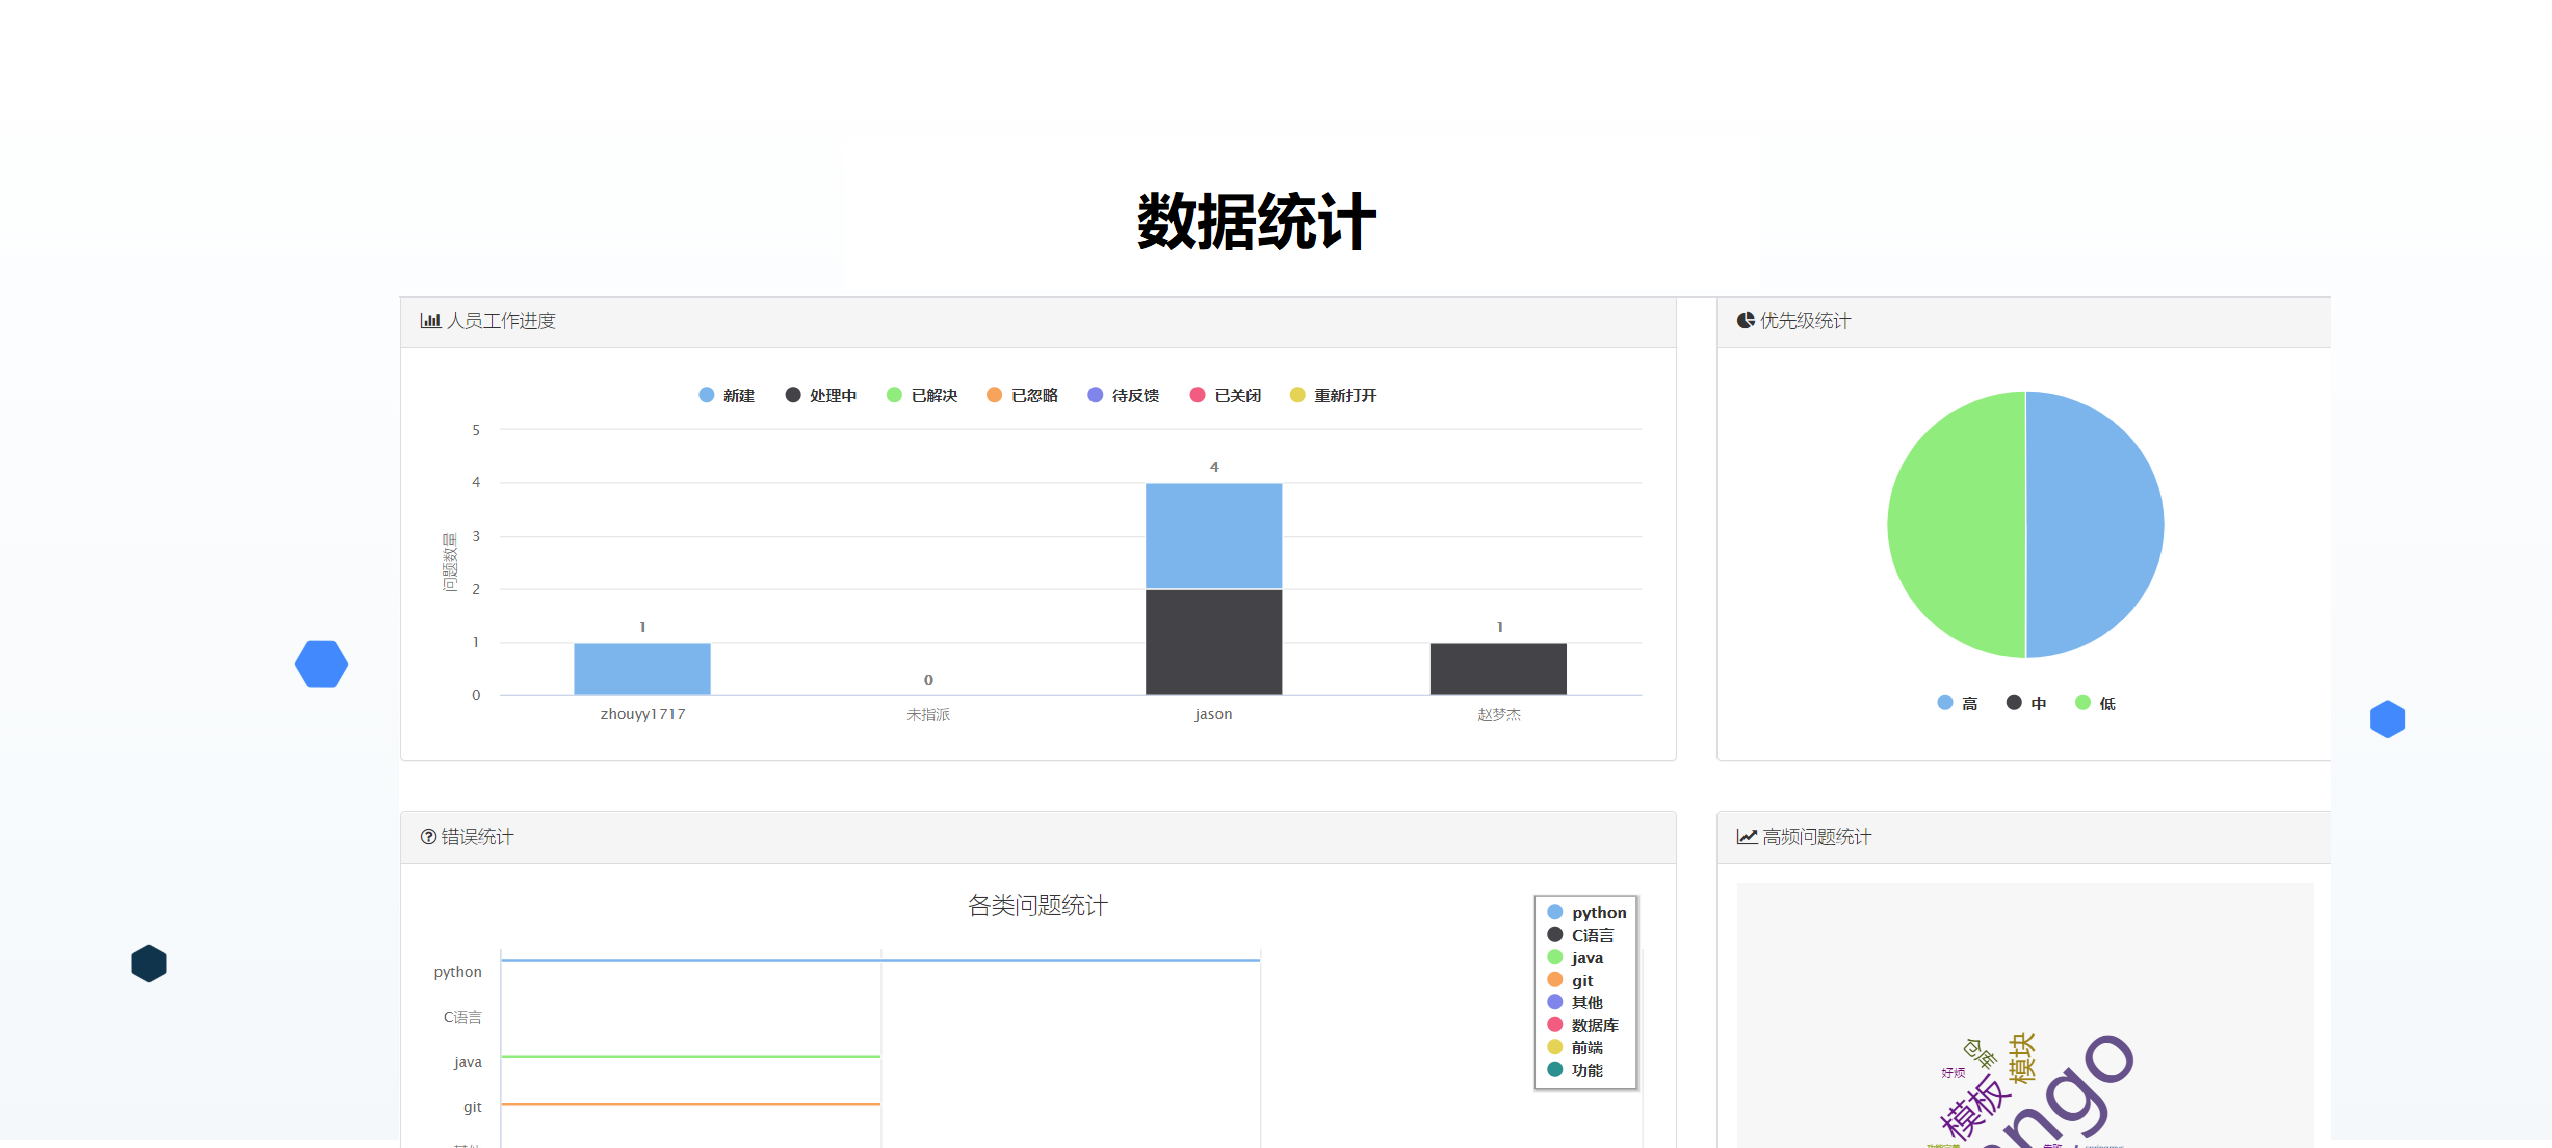 数据统计
人员工作进度
新建 处理中 已解决 已忽略 待反馈 已关闭 重新打开
问题数量
5
4
3
2
1
0
1
0
4
1
zhouyy1717 未指派 jason 赵梦杰
优先级统计
高 中 低
错误统计
各类问题统计
python
C语言
java
git
python
C语言
java
git
其他
数据库
前端
功能
高频问题统计
仓库
模块
好烦
模板